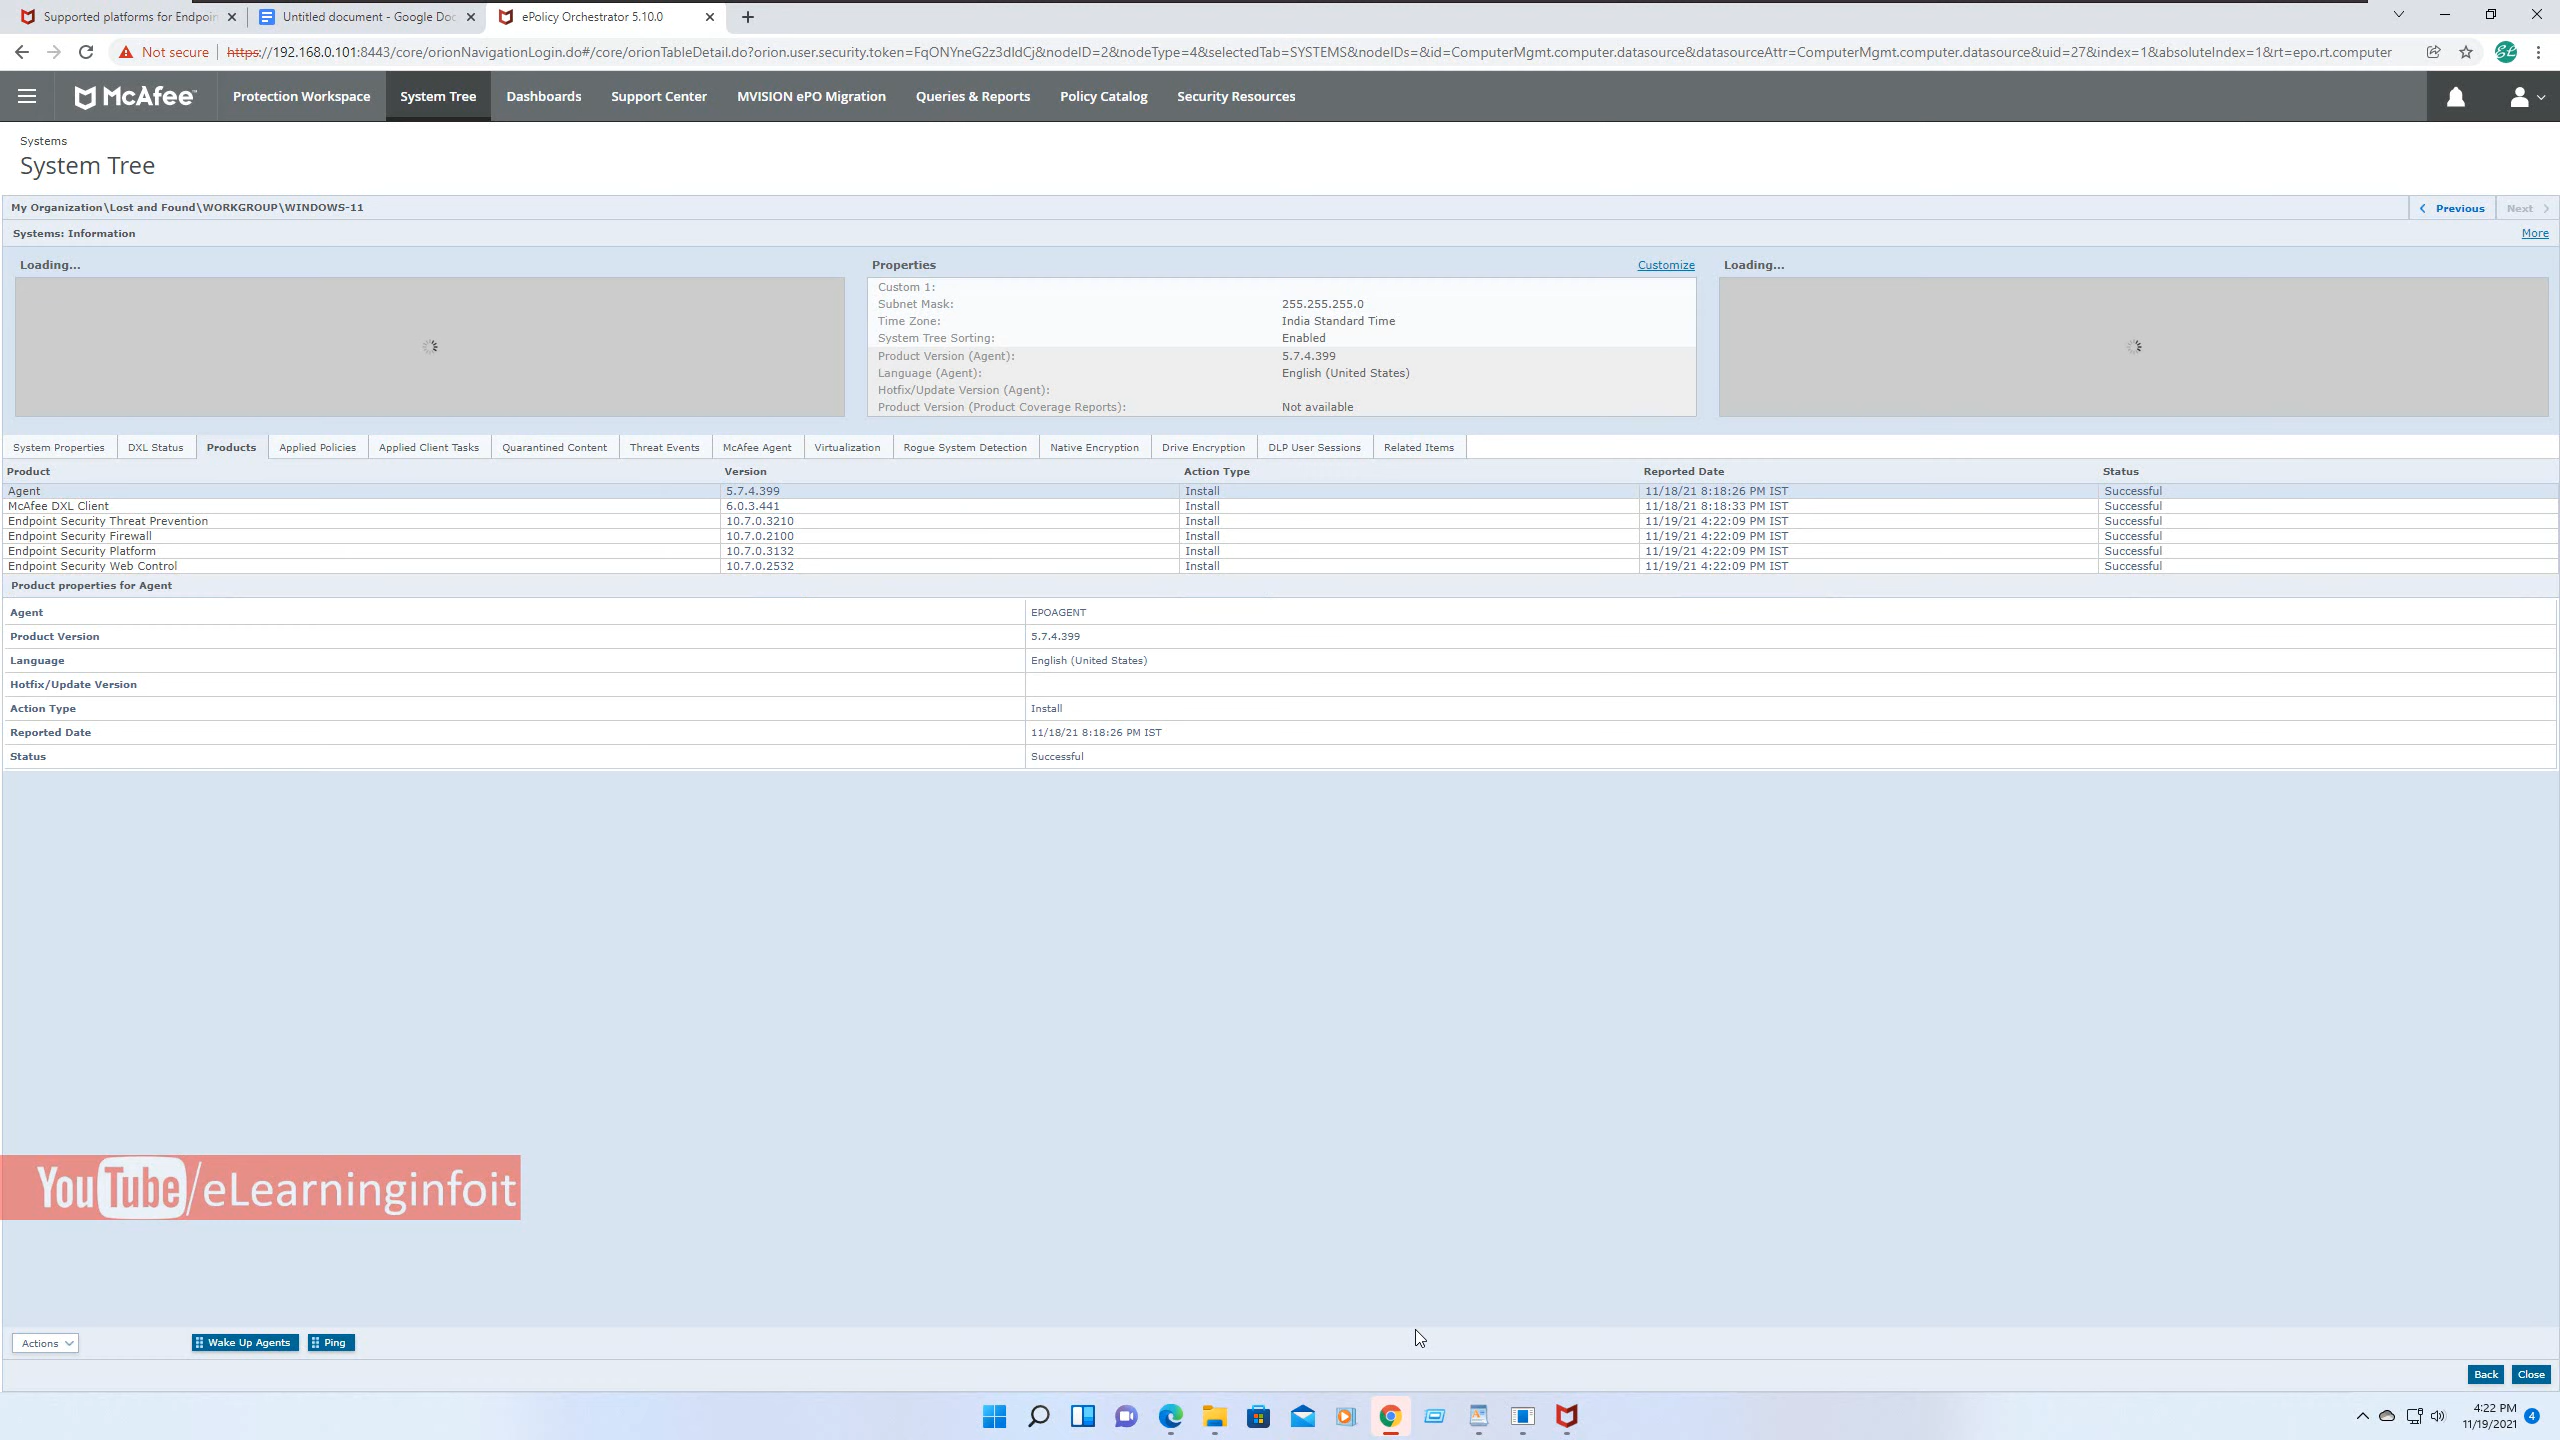 Supported platforms for Endpoin
Untitled document - Google Doc
ePolicy Orchestrator 5.10.0
Not secure
https://192.168.0.101:8443/core/orionNavigationLogin.do#/core/orionTableDetail.do?orion.user.security.token=FqONYneG2z3dIdCj&nodeID=2&nodeType=4&selectedTab=SYSTEMS&nodeIDs=&id=ComputerMgmt.computer.datasource&datasourceAttr=ComputerMgmt.computer.datasource&uid=27&index=1&absoluteIndex=1&rt=epo.rt.computer
McAfee™ Protection Workspace System Tree Dashboards Support Center MVISION ePO Migration Queries & Reports Policy Catalog Security Resources
Systems
System Tree
My Organization\Lost and Found\WORKGROUP\WINDOWS-11
Previous Next
Systems: Information
More
Loading...
Properties Customize
Loading...
Custom 1:
Subnet Mask: 255.255.255.0
Time Zone: India Standard Time
System Tree Sorting: Enabled
Product Version (Agent): 5.7.4.399
Language (Agent): English (United States)
Hotfix/Update Version (Agent):
Product Version (Product Coverage Reports): Not available
System Properties DXL Status Products Applied Policies Applied Client Tasks Quarantined Content Threat Events McAfee Agent Virtualization Rogue System Detection Native Encryption Drive Encryption DLP User Sessions Related Items
Product Version Action Type Reported Date Status
Agent 5.7.4.399 Install 11/18/21 8:18:26 PM IST Successful
McAfee DXL Client 6.0.3.441 Install 11/18/21 8:18:33 PM IST Successful
Endpoint Security Threat Prevention 10.7.0.3210 Install 11/19/21 4:22:09 PM IST Successful
Endpoint Security Firewall 10.7.0.2100 Install 11/19/21 4:22:09 PM IST Successful
Endpoint Security Platform 10.7.0.3132 Install 11/19/21 4:22:09 PM IST Successful
Endpoint Security Web Control 10.7.0.2532 Install 11/19/21 4:22:09 PM IST Successful
Product properties for Agent
Agent EPOAGENT
Product Version 5.7.4.399
Language English (United States)
Hotfix/Update Version
Action Type Install
Reported Date 11/18/21 8:18:26 PM IST
Status Successful
YouTube/eLearninginfoit
Actions Wake Up Agents Ping
Back Close
4:22 PM
11/19/2021
4